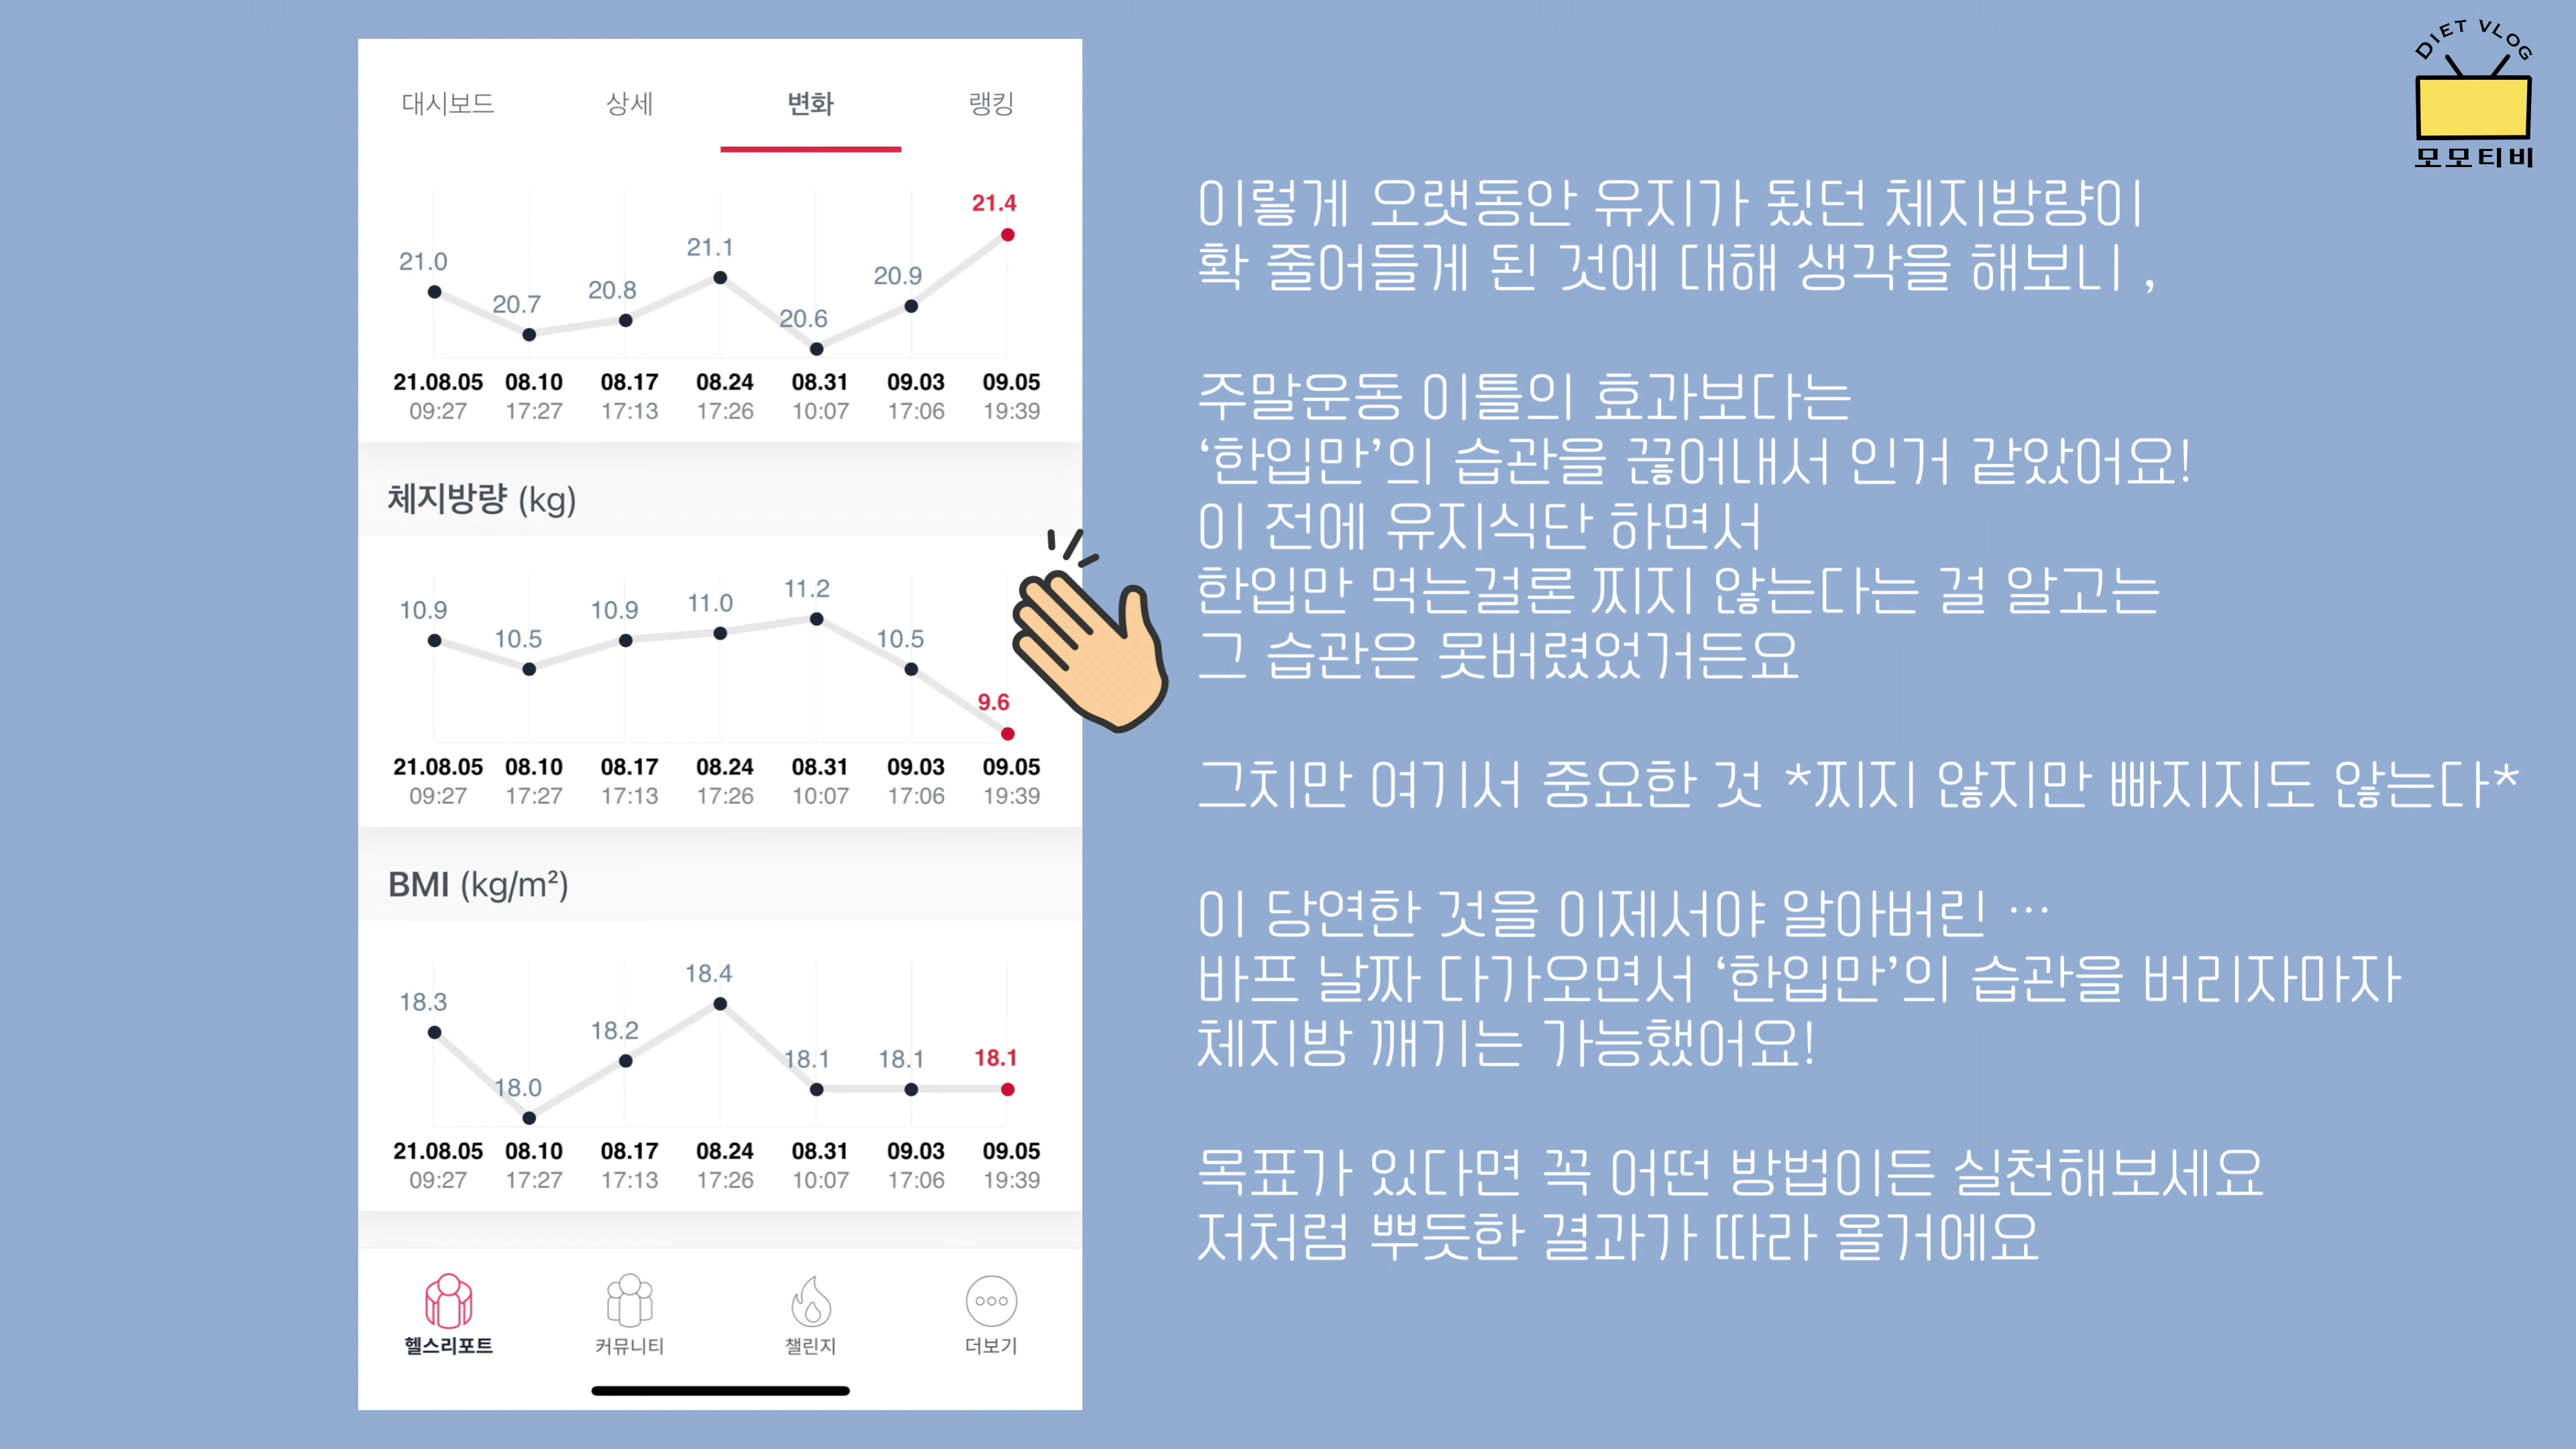 DIET VLOG
모모티비
대시보드 상세 변화 랭킹
21.0 20.7 20.8 21.1 20.6 20.9 21.4
21.08.05 08.10 08.17 08.24 08.31 09.03 09.05
09:27 17:27 17:13 17:26 10:07 17:06 19:39
체지방량 (kg)
10.9 10.5 10.9 11.0 11.2 10.5 9.6
21.08.05 08.10 08.17 08.24 08.31 09.03 09.05
09:27 17:27 17:13 17:26 10:07 17:06 19:39
BMI (kg/m²)
18.3 18.0 18.2 18.4 18.1 18.1 18.1
21.08.05 08.10 08.17 08.24 08.31 09.03 09.05
09:27 17:27 17:13 17:26 10:07 17:06 19:39
헬스리포트 커뮤니티 챌린지 더보기
이렇게 오랫동안 유지가 됬던 체지방량이
확 줄어들게 된 것에 대해 생각을 해보니 ,
주말운동 이틀의 효과보다는
‘한입만’의 습관을 끊어내서 인거 같았어요!
이 전에 유지식단 하면서
한입만 먹는걸론 찌지 않는다는 걸 알고는
그 습관은 못버렸었거든요
그치만 여기서 중요한 것 *찌지 않지만 빠지지도 않는다*
이 당연한 것을 이제서야 알아버린 …
바프 날짜 다가오면서 ‘한입만’의 습관을 버리자마자
체지방 깨기는 가능했어요!
목표가 있다면 꼭 어떤 방법이든 실천해보세요
저처럼 뿌듯한 결과가 따라 올거에요